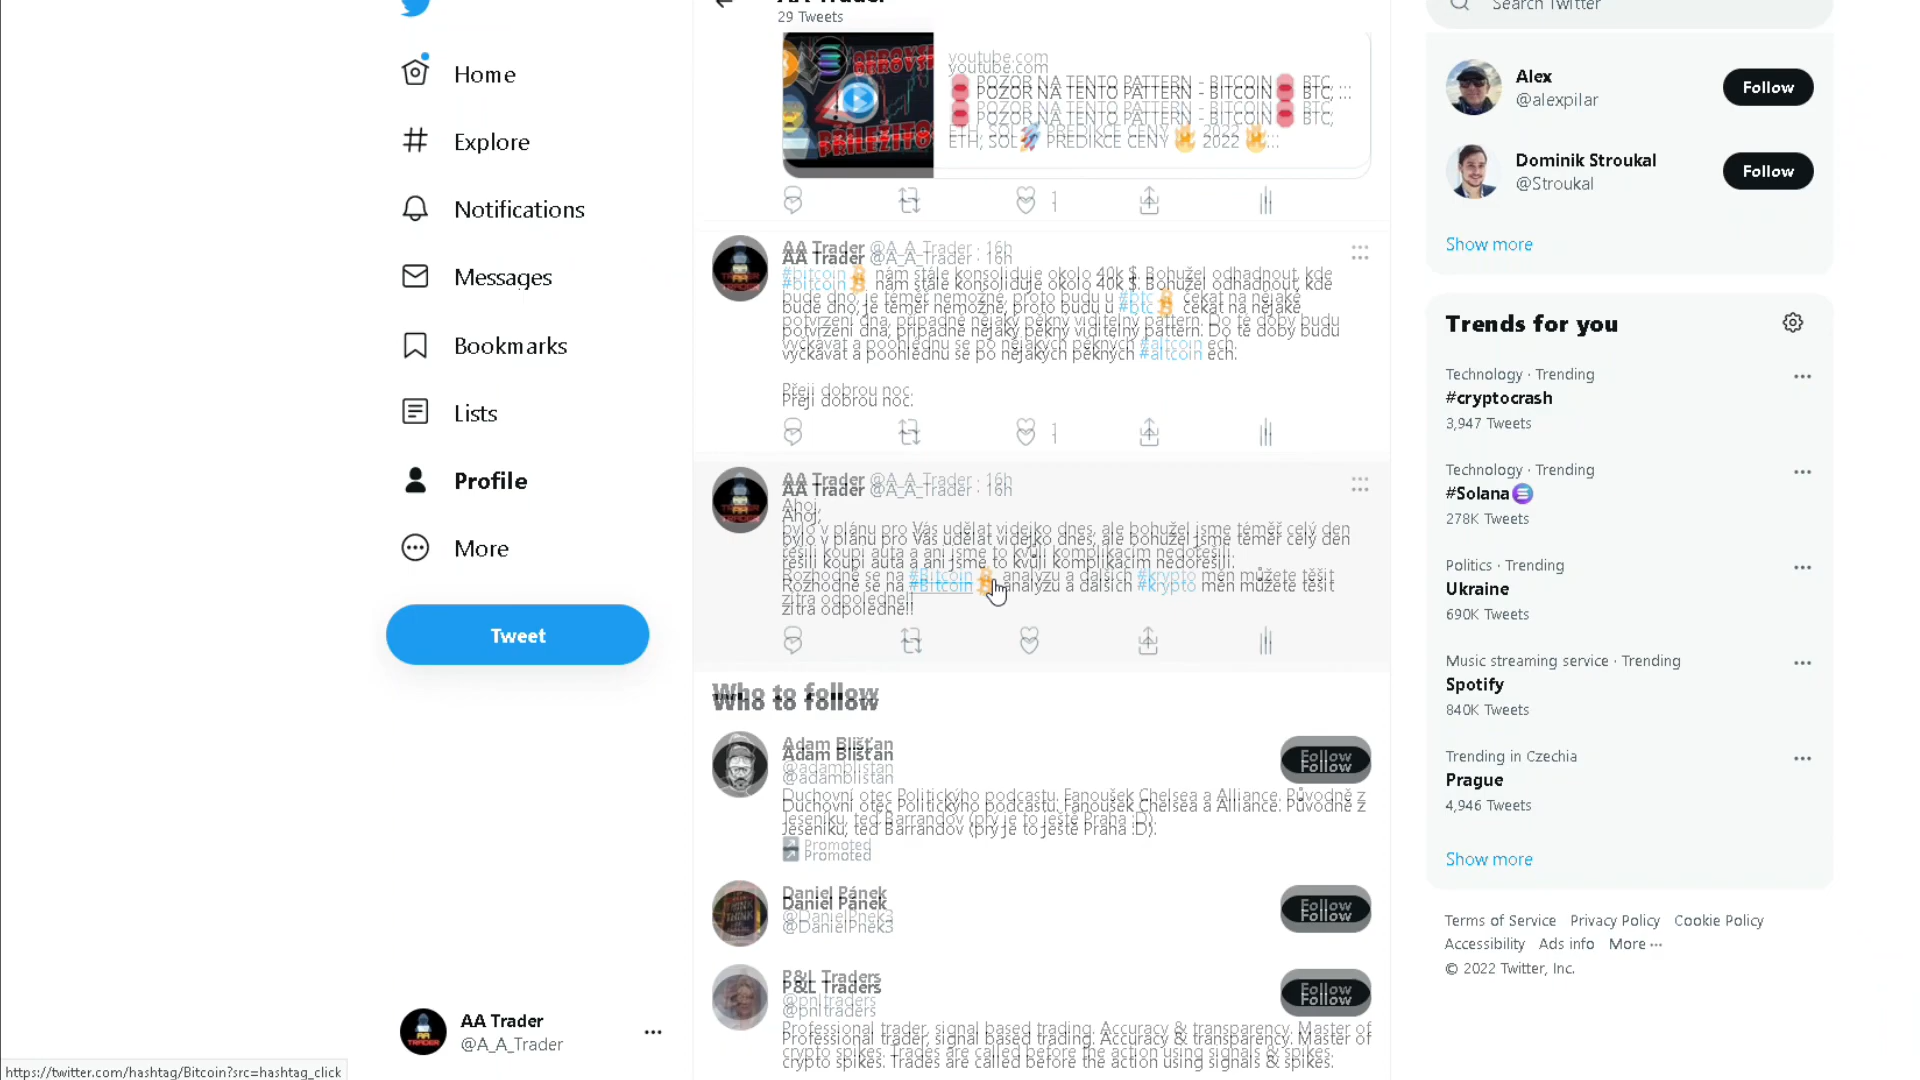 Home
Explore
Notifications
Messages
Bookmarks
Lists
Profile
More
Tweet
AA Trader
@A_A_Trader
https://twitter.com/hashtag/Bitcoin?src=hashtag_click
AA Trader
29 Tweets
youtube.com
POZOR NA TENTO PATTERN - BITCOIN BTC,
ETH, SOL PREDIKCE CENY 2022 ...
1
AA Trader @A_A_Trader · 16h
#bitcoin nám stále konsoliduje okolo 40k $. Bohužel odhadnout, kde
bude dno, je téměř nemožné, proto budu u #btc čekat na nějaké
potvrzení dna, případně nějaký pěkný viditelný pattern. Do té doby budu
vyčkávat a poohlédnu se po nějakých pěkných #altcoin ech.
Přeji dobrou noc.
1
AA Trader @A_A_Trader · 16h
Ahoj,
bylo v plánu pro Vás udělat videjko dnes, ale bohužel jsme téměř celý den
řešili koupi auta a ani jsme to kvůli komplikacím nedořešili.
Rozhodně se na #Bitcoin analýzu a dalších #krypto měn můžete těšit
zítra odpoledne!!
Who to follow
Adam Blišťan
@adamblistan
Follow
Duchovní otec Politickýho podcastu. Fanoušek Chelsea a Alliance. Původně z
Jeseníku, teď Barrandov (prý je to ještě Praha :D).
Promoted
Daniel Pánek
@DanielPnek3
Follow
P&L Traders
@pnltraders
Follow
Professional trader, signal based trading. Accuracy & transparency. Master of
crypto spikes. Trades are called before the action using signals & spikes.
Search Twitter
Alex
@alexpilar
Follow
Dominik Stroukal
@Stroukal
Follow
Show more
Trends for you
Technology · Trending
#cryptocrash
3,947 Tweets
Technology · Trending
#Solana
278K Tweets
Politics · Trending
Ukraine
690K Tweets
Music streaming service · Trending
Spotify
840K Tweets
Trending in Czechia
Prague
4,946 Tweets
Show more
Terms of Service Privacy Policy Cookie Policy
Accessibility Ads info More ···
© 2022 Twitter, Inc.